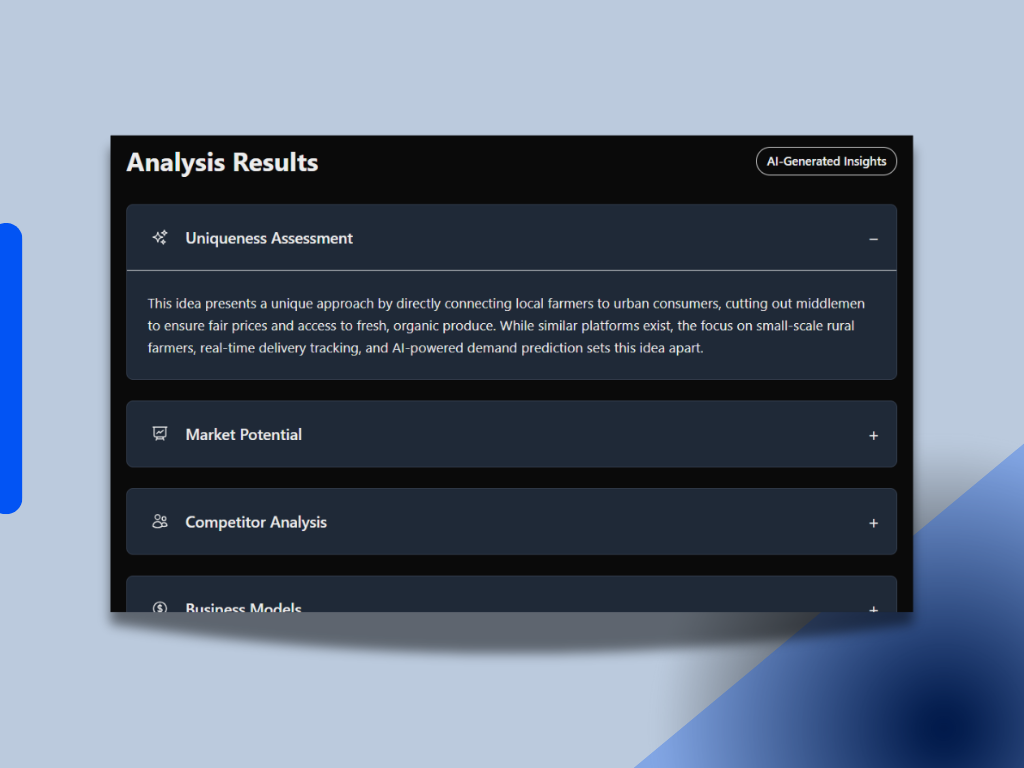 Analysis Results
AI-Generated Insights
Uniqueness Assessment
This idea presents a unique approach by directly connecting local farmers to urban consumers, cutting out middlemen
to ensure fair prices and access to fresh, organic produce. While similar platforms exist, the focus on small-scale rural
farmers, real-time delivery tracking, and AI-powered demand prediction sets this idea apart.
Market Potential
Competitor Analysis
Business Models